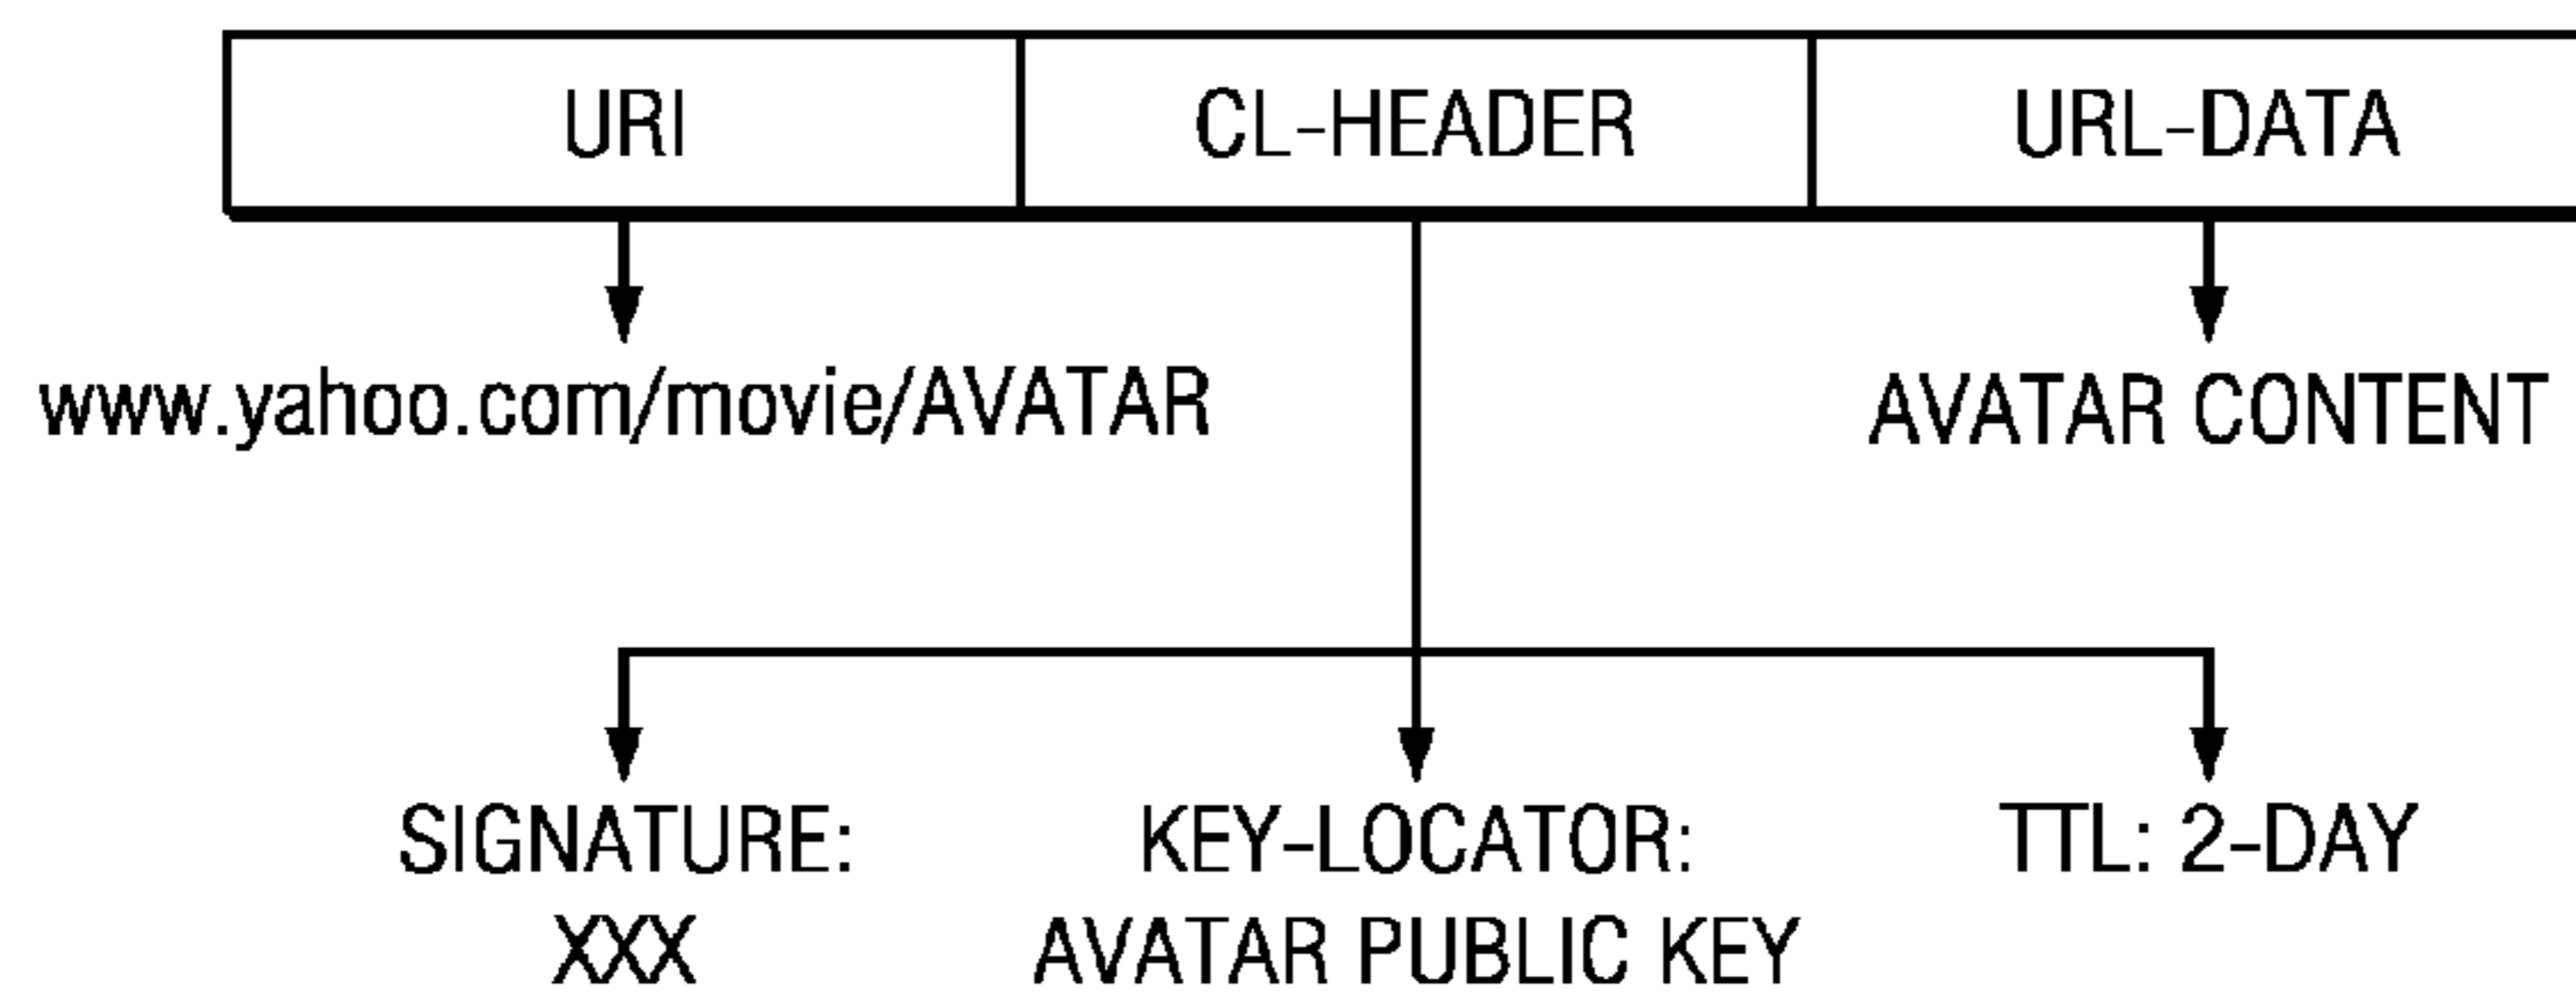 URI CL-HEADER URL-DATA
www.yahoo.com/movie/AVATAR AVATAR CONTENT
SIGNATURE: KEY-LOCATOR: TTL: 2-DAY
XXX AVATAR PUBLIC KEY